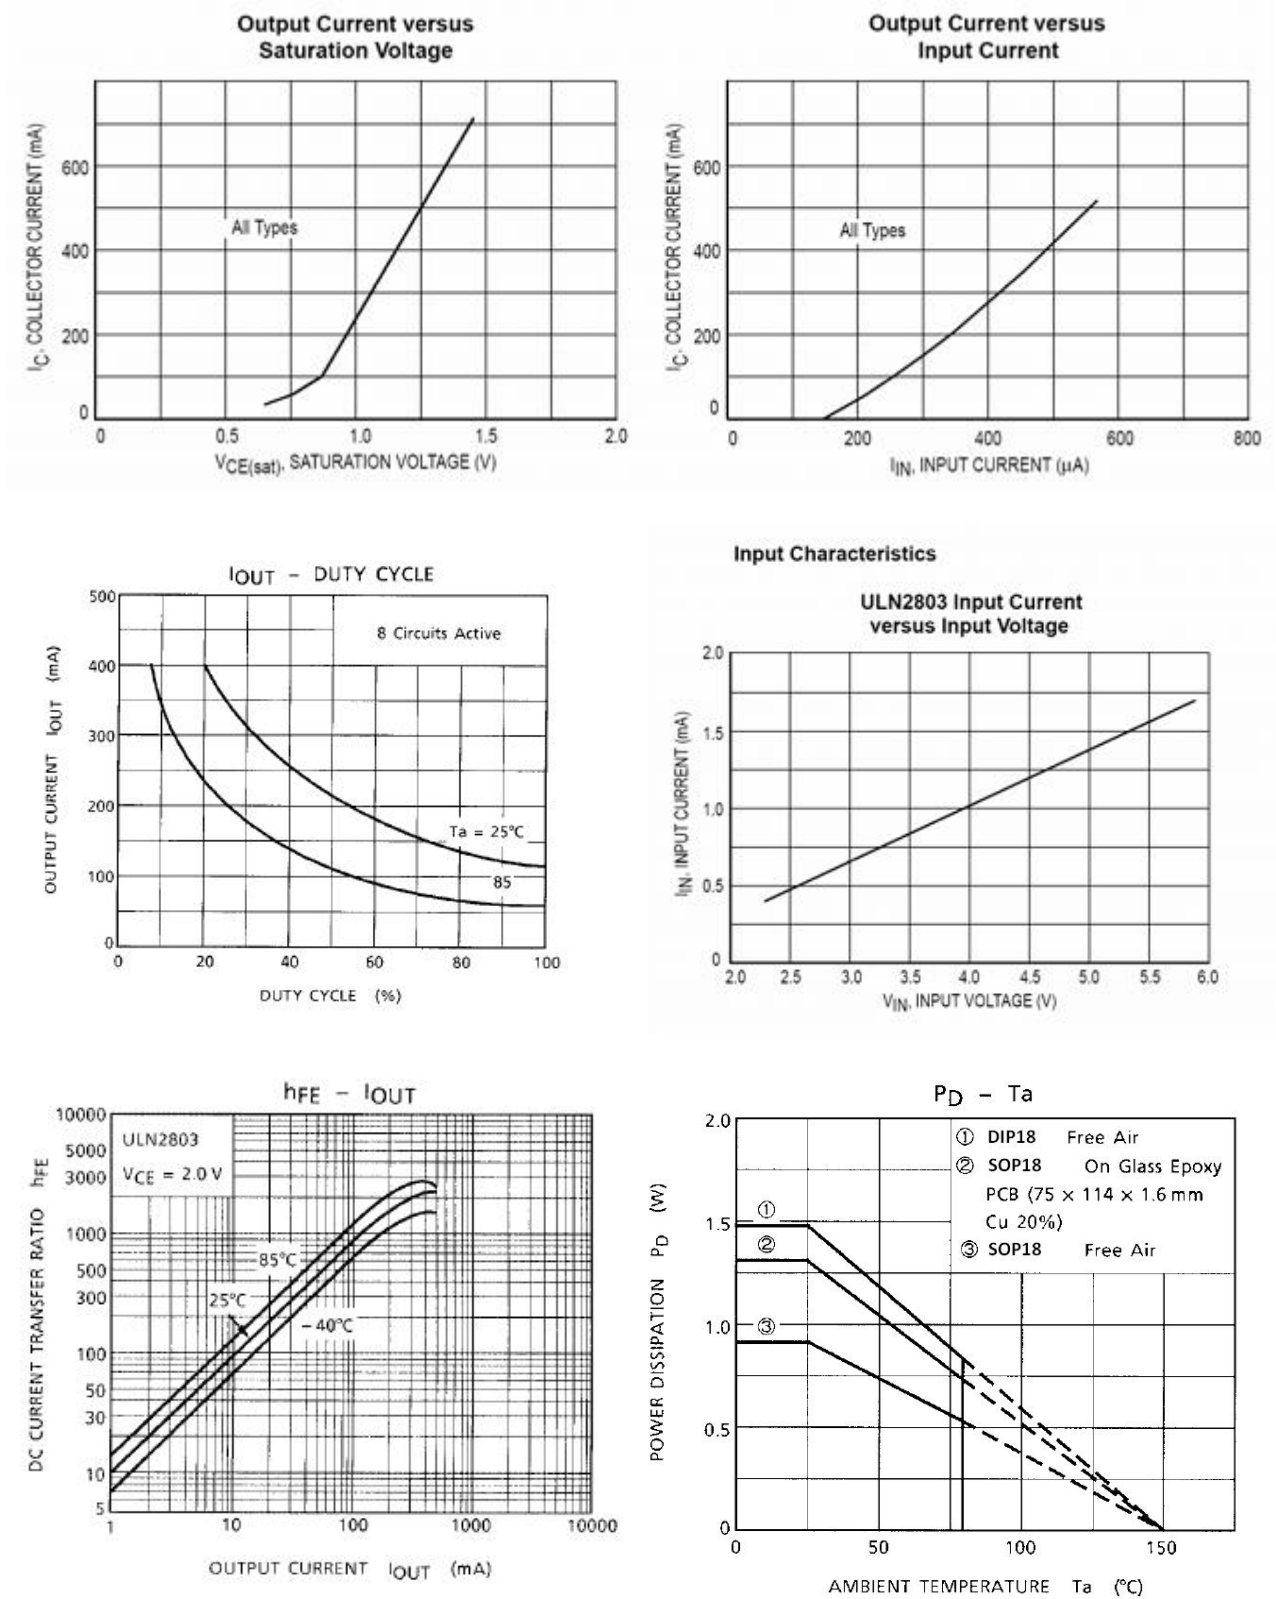 Output Current versus
Saturation Voltage
IC, COLLECTOR CURRENT (mA)
600
400
200
0
All Types
0 0.5 1.0 1.5 2.0
VCE(sat), SATURATION VOLTAGE (V)
Output Current versus
Input Current
IC, COLLECTOR CURRENT (mA)
600
400
200
0
All Types
0 200 400 600 800
IIN, INPUT CURRENT (µA)
IOUT – DUTY CYCLE
OUTPUT CURRENT IOUT (mA)
500
400
300
200
100
0
8 Circuits Active
Ta = 25°C
85
0 20 40 60 80 100
DUTY CYCLE (%)
Input Characteristics
ULN2803 Input Current
versus Input Voltage
IIN, INPUT CURRENT (mA)
2.0
1.5
1.0
0.5
0
2.0 2.5 3.0 3.5 4.0 4.5 5.0 5.5 6.0
VIN, INPUT VOLTAGE (V)
hFE – IOUT
DC CURRENT TRANSFER RATIO hFE
10000
5000
3000
1000
500
300
100
50
30
10
5
ULN2803
VCE = 2.0 V
85°C
25°C
–40°C
1 10 100 1000 10000
OUTPUT CURRENT IOUT (mA)
PD – Ta
POWER DISSIPATION PD (W)
2.0
1.5
1.0
0.5
0
① DIP18 Free Air
② SOP18 On Glass Epoxy
PCB (75 × 114 × 1.6 mm
Cu 20%)
③ SOP18 Free Air
①
②
③
0 50 100 150
AMBIENT TEMPERATURE Ta (°C)